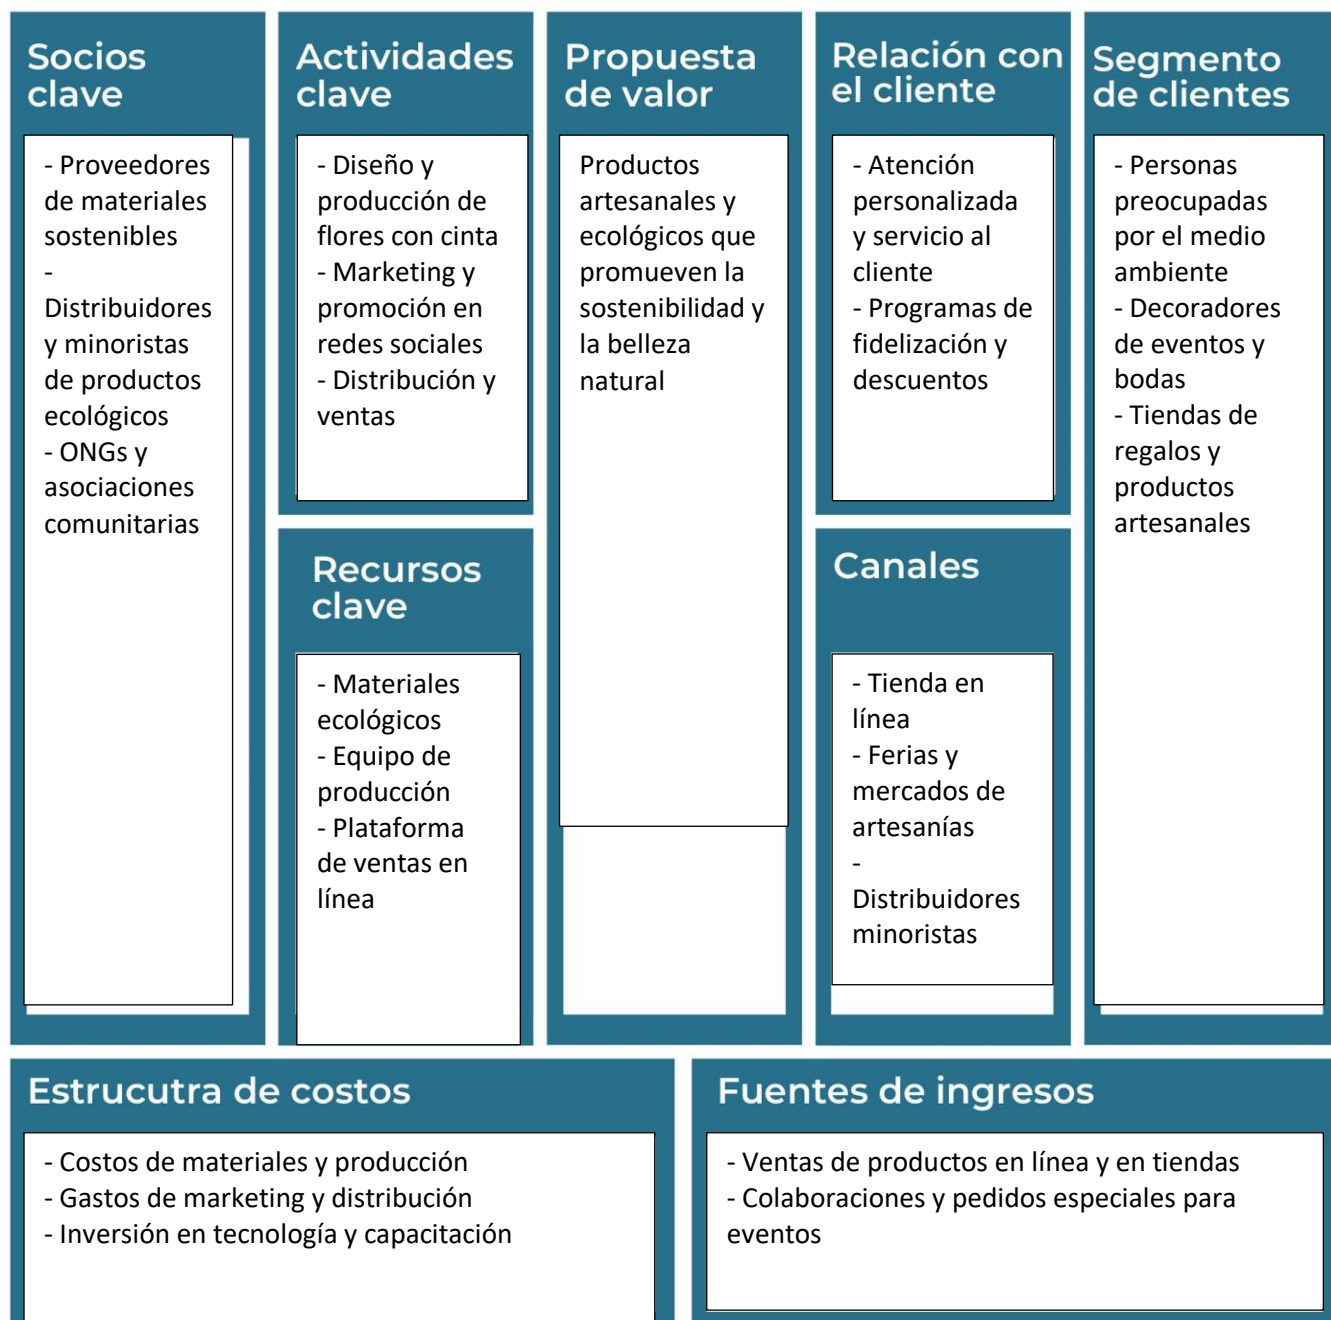 Socios
clave
- Proveedores
de materiales
sostenibles
-
Distribuidores
y minoristas
de productos
ecológicos
- ONGs y
asociaciones
comunitarias
Actividades
clave
- Diseño y
producción de
flores con cinta
- Marketing y
promoción en
redes sociales
- Distribución y
ventas
Recursos
clave
- Materiales
ecológicos
- Equipo de
producción
- Plataforma
de ventas en
línea
Propuesta
de valor
Productos
artesanales y
ecológicos que
promueven la
sostenibilidad y
la belleza
natural
Relación con
el cliente
- Atención
personalizada
y servicio al
cliente
- Programas de
fidelización y
descuentos
Canales
- Tienda en
línea
- Ferias y
mercados de
artesanías
-
Distribuidores
minoristas
Segmento
de clientes
- Personas
preocupadas
por el medio
ambiente
- Decoradores
de eventos y
bodas
- Tiendas de
regalos y
productos
artesanales
Estrucutra de costos
- Costos de materiales y producción
- Gastos de marketing y distribución
- Inversión en tecnología y capacitación
Fuentes de ingresos
- Ventas de productos en línea y en tiendas
- Colaboraciones y pedidos especiales para
eventos